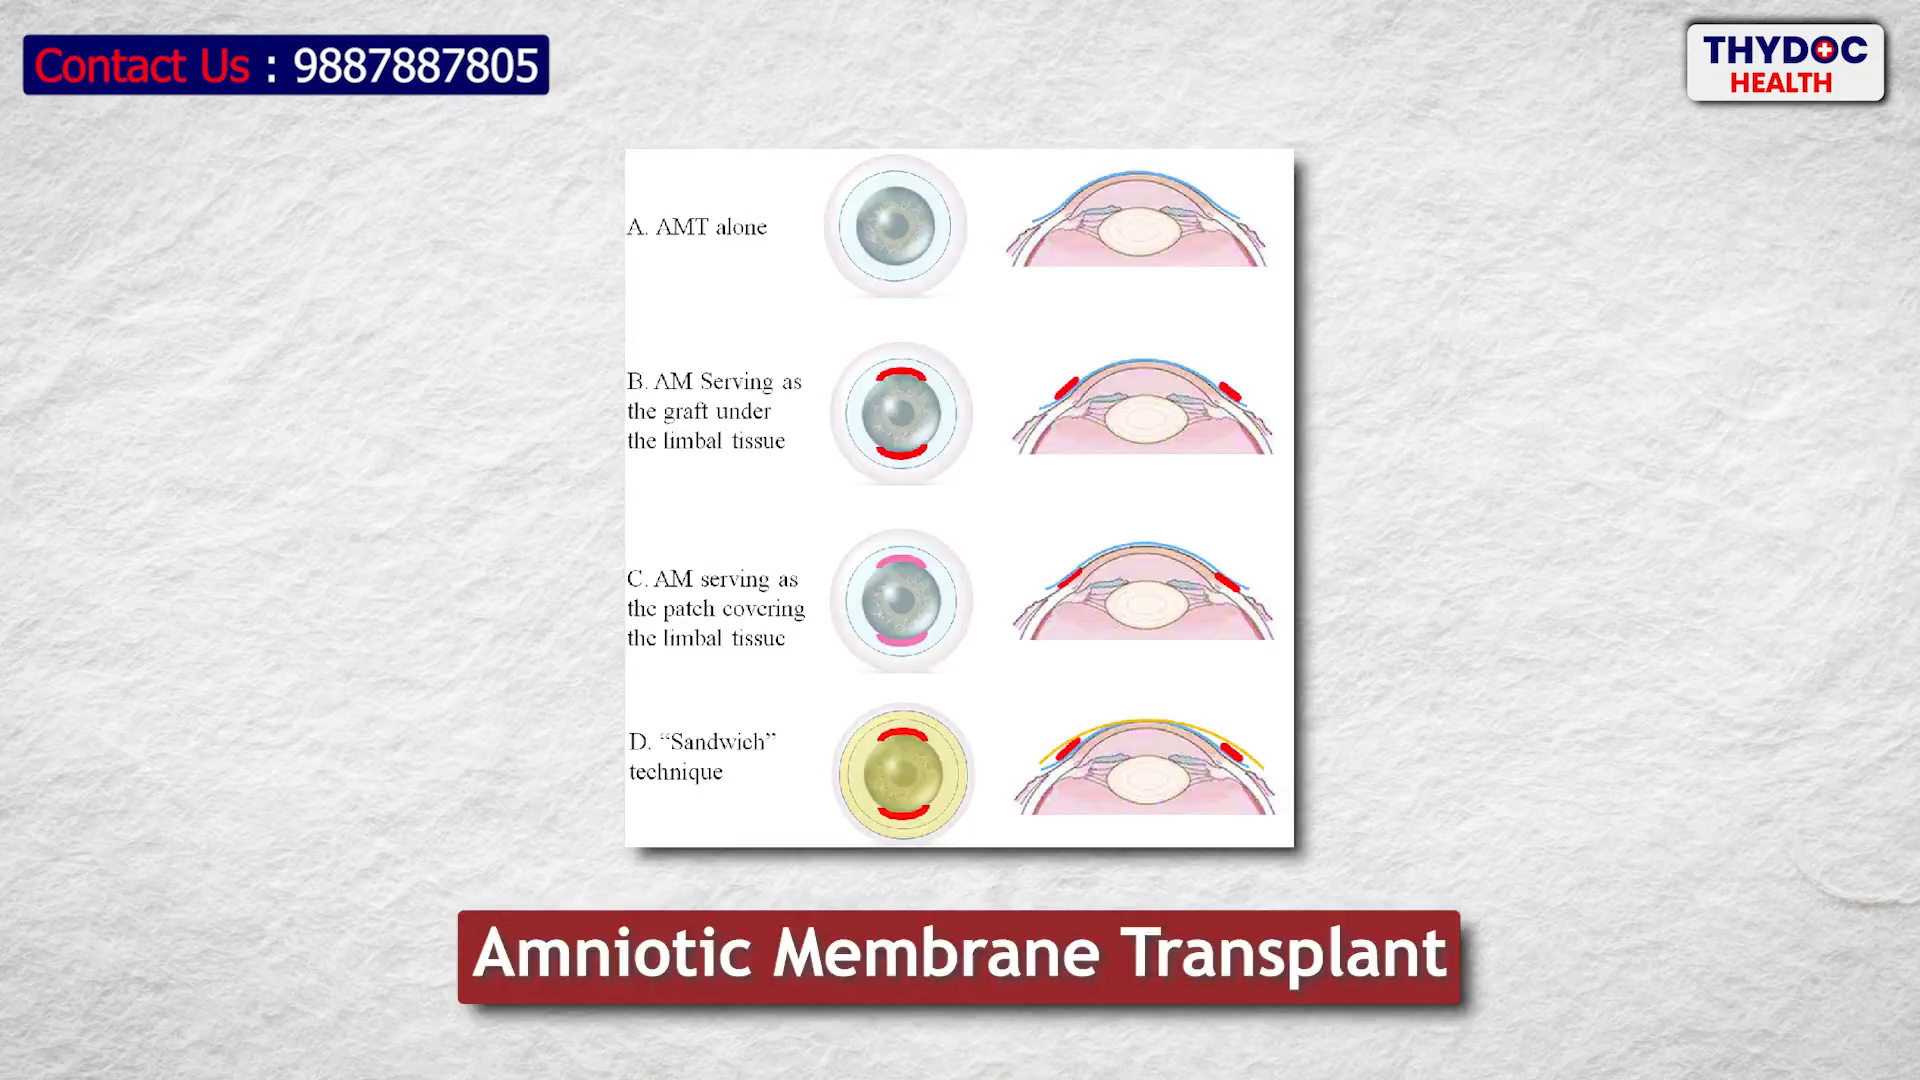 Contact Us : 9887887805
THYDOC
HEALTH
A. AMT alone
B. AM Serving as
the graft under
the limbal tissue
C. AM serving as
the patch covering
the limbal tissue
D. “Sandwich”
technique
Amniotic Membrane Transplant